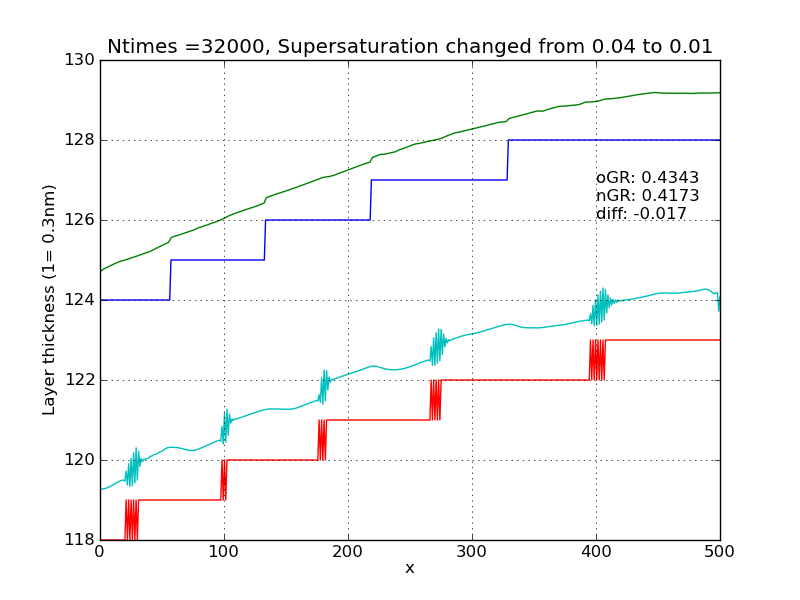 Ntimes =32000, Supersaturation changed from 0.04 to 0.01
130
128
126
124
122
120
118
Layer thickness (1= 0.3nm)
oGR: 0.4343
nGR: 0.4173
diff: -0.017
0 100 200 300 400 500
x